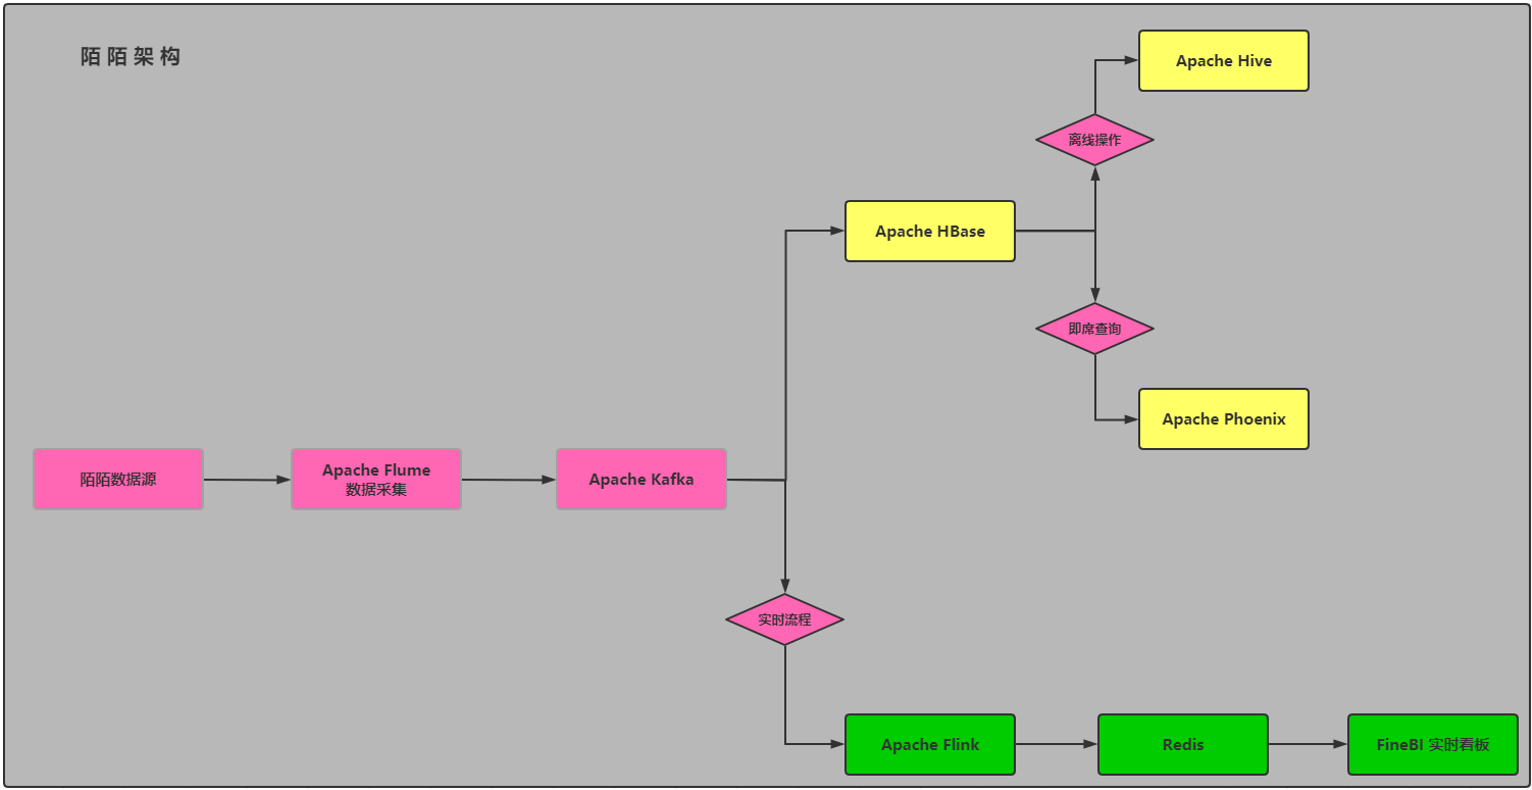 陌陌架构
Apache Hive
离线操作
Apache HBase
即席查询
Apache Phoenix
陌陌数据源
Apache Flume
数据采集
Apache Kafka
实时流程
Apache Flink
Redis
FineBI 实时看板